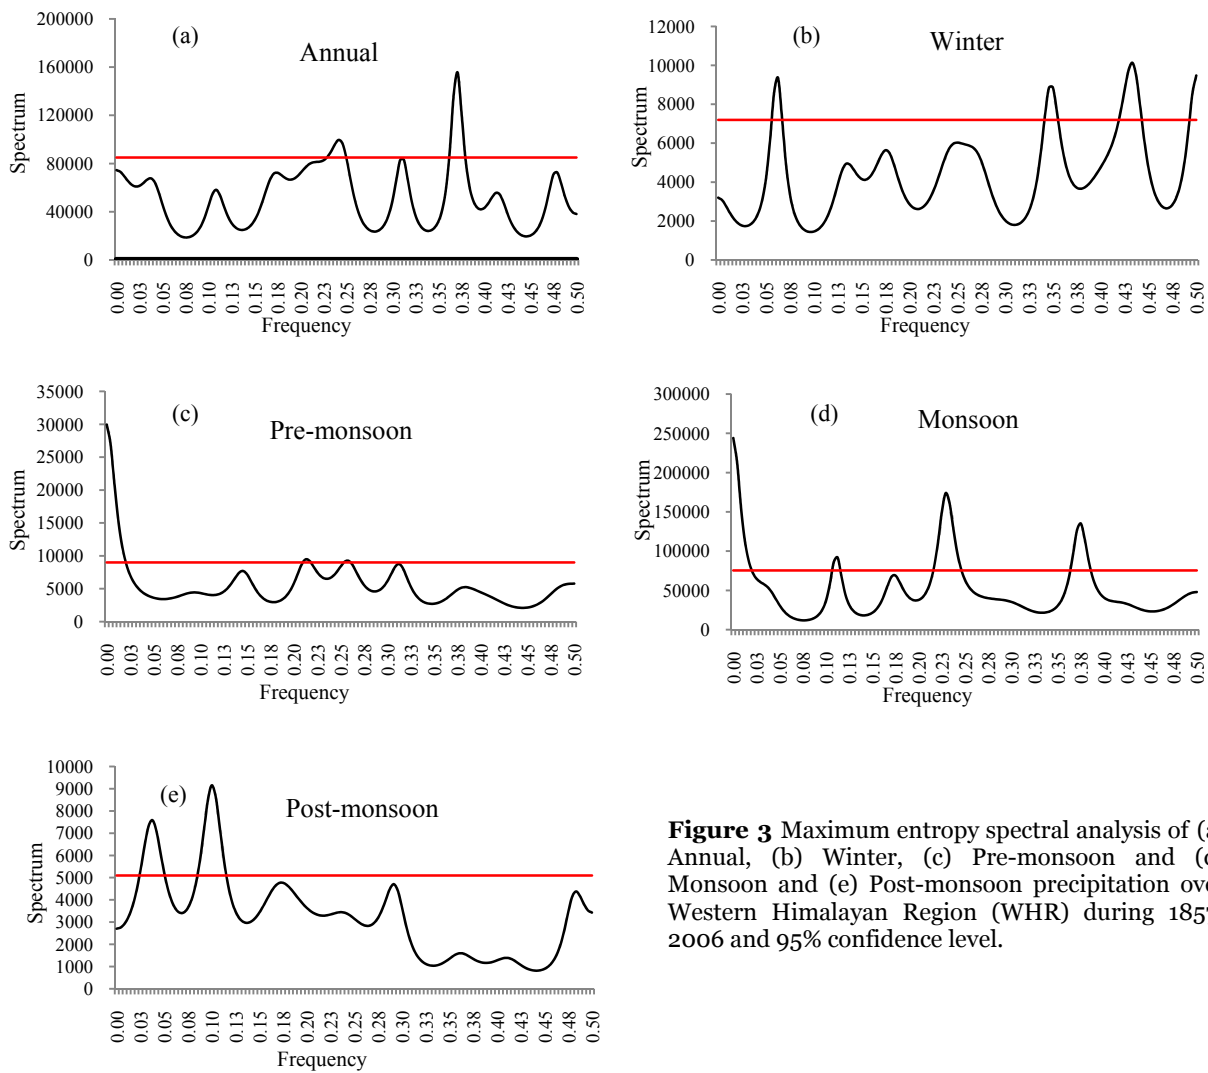 (a)
Annual
200000
160000
120000
80000
40000
0
Spectrum
0.00 0.03 0.05 0.08 0.10 0.13 0.15 0.18 0.20 0.23 0.25 0.28 0.30 0.33 0.35 0.38 0.40 0.43 0.45 0.48 0.50
Frequency
(b)
Winter
12000
10000
8000
6000
4000
2000
0
Spectrum
0.00 0.03 0.05 0.08 0.10 0.13 0.15 0.18 0.20 0.23 0.25 0.28 0.30 0.33 0.35 0.38 0.40 0.43 0.45 0.48 0.50
Frequency
(c)
Pre-monsoon
35000
30000
25000
20000
15000
10000
5000
0
Spectrum
0.00 0.03 0.05 0.08 0.10 0.13 0.15 0.18 0.20 0.23 0.25 0.28 0.30 0.33 0.35 0.38 0.40 0.43 0.45 0.48 0.50
Frequency
(d)
Monsoon
300000
250000
200000
150000
100000
50000
0
Spectrum
0.00 0.03 0.05 0.08 0.10 0.13 0.15 0.18 0.20 0.23 0.25 0.28 0.30 0.33 0.35 0.38 0.40 0.43 0.45 0.48 0.50
Frequency
(e)
Post-monsoon
10000
9000
8000
7000
6000
5000
4000
3000
2000
1000
0
Spectrum
0.00 0.03 0.05 0.08 0.10 0.13 0.15 0.18 0.20 0.23 0.25 0.28 0.30 0.33 0.35 0.38 0.40 0.43 0.45 0.48 0.50
Frequency
Figure 3 Maximum entropy spectral analysis of (a
Annual, (b) Winter, (c) Pre-monsoon and (d
Monsoon and (e) Post-monsoon precipitation ove
Western Himalayan Region (WHR) during 1857
2006 and 95% confidence level.